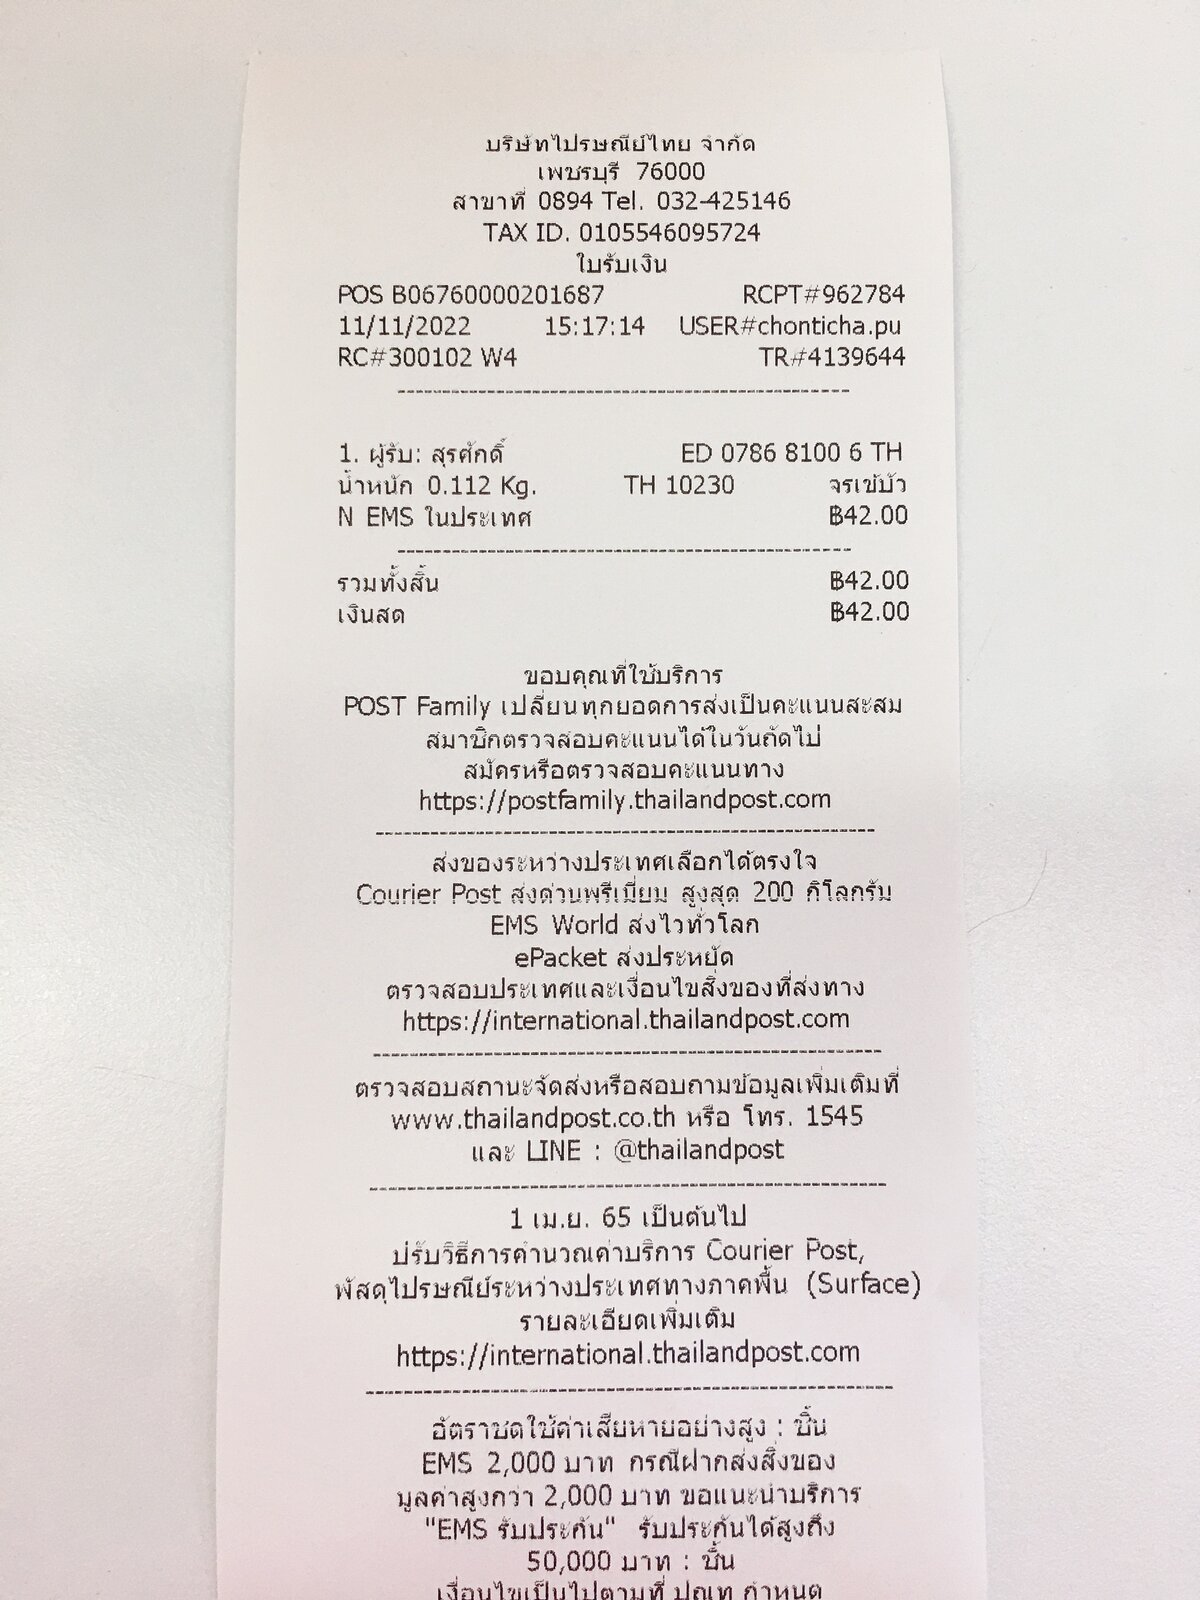 บริษัทไปรษณีย์ไทย จำกัด
เพชรบุรี 76000
สาขาที่ 0894 Tel. 032-425146
TAX ID. 0105546095724
ใบรับเงิน
POS B06760000201687 RCPT#962784
11/11/2022 15:17:14 USER#chonticha.pu
RC#300102 W4 TR#4139644
1. ผู้รับ: สุรศักดิ์ ED 0786 8100 6 TH
น้ำหนัก 0.112 Kg. TH 10230 จรเข้บัว
N EMS ในประเทศ ฿42.00
รวมทั้งสิ้น ฿42.00
เงินสด ฿42.00
ขอบคุณที่ใช้บริการ
POST Family เปลี่ยนทุกยอดการส่งเป็นคะแนนสะสม
สมาชิกตรวจสอบคะแนนได้ในวันถัดไป
สมัครหรือตรวจสอบคะแนนทาง
https://postfamily.thailandpost.com
ส่งของระหว่างประเทศเลือกได้ตรงใจ
Courier Post ส่งด่วนพรีเมี่ยม สูงสุด 200 กิโลกรัม
EMS World ส่งไวทั่วโลก
ePacket ส่งประหยัด
ตรวจสอบประเทศและเงื่อนไขสิ่งของที่ส่งทาง
https://international.thailandpost.com
ตรวจสอบสถานะจัดส่งหรือสอบถามข้อมูลเพิ่มเติมที่
www.thailandpost.co.th หรือ โทร. 1545
และ LINE : @thailandpost
1 เม.ย. 65 เป็นต้นไป
ปรับวิธีการคำนวณค่าบริการ Courier Post,
พัสดุไปรษณีย์ระหว่างประเทศทางภาคพื้น (Surface)
รายละเอียดเพิ่มเติม
https://international.thailandpost.com
อัตราชดใช้ค่าเสียหายอย่างสูง : ชิ้น
EMS 2,000 บาท กรณีฝากส่งสิ่งของ
มูลค่าสูงกว่า 2,000 บาท ขอแนะนำบริการ
"EMS รับประกัน" รับประกันได้สูงถึง
50,000 บาท : ชิ้น
เงื่อนไขเป็นไปตามที่ ปณท กำหนด